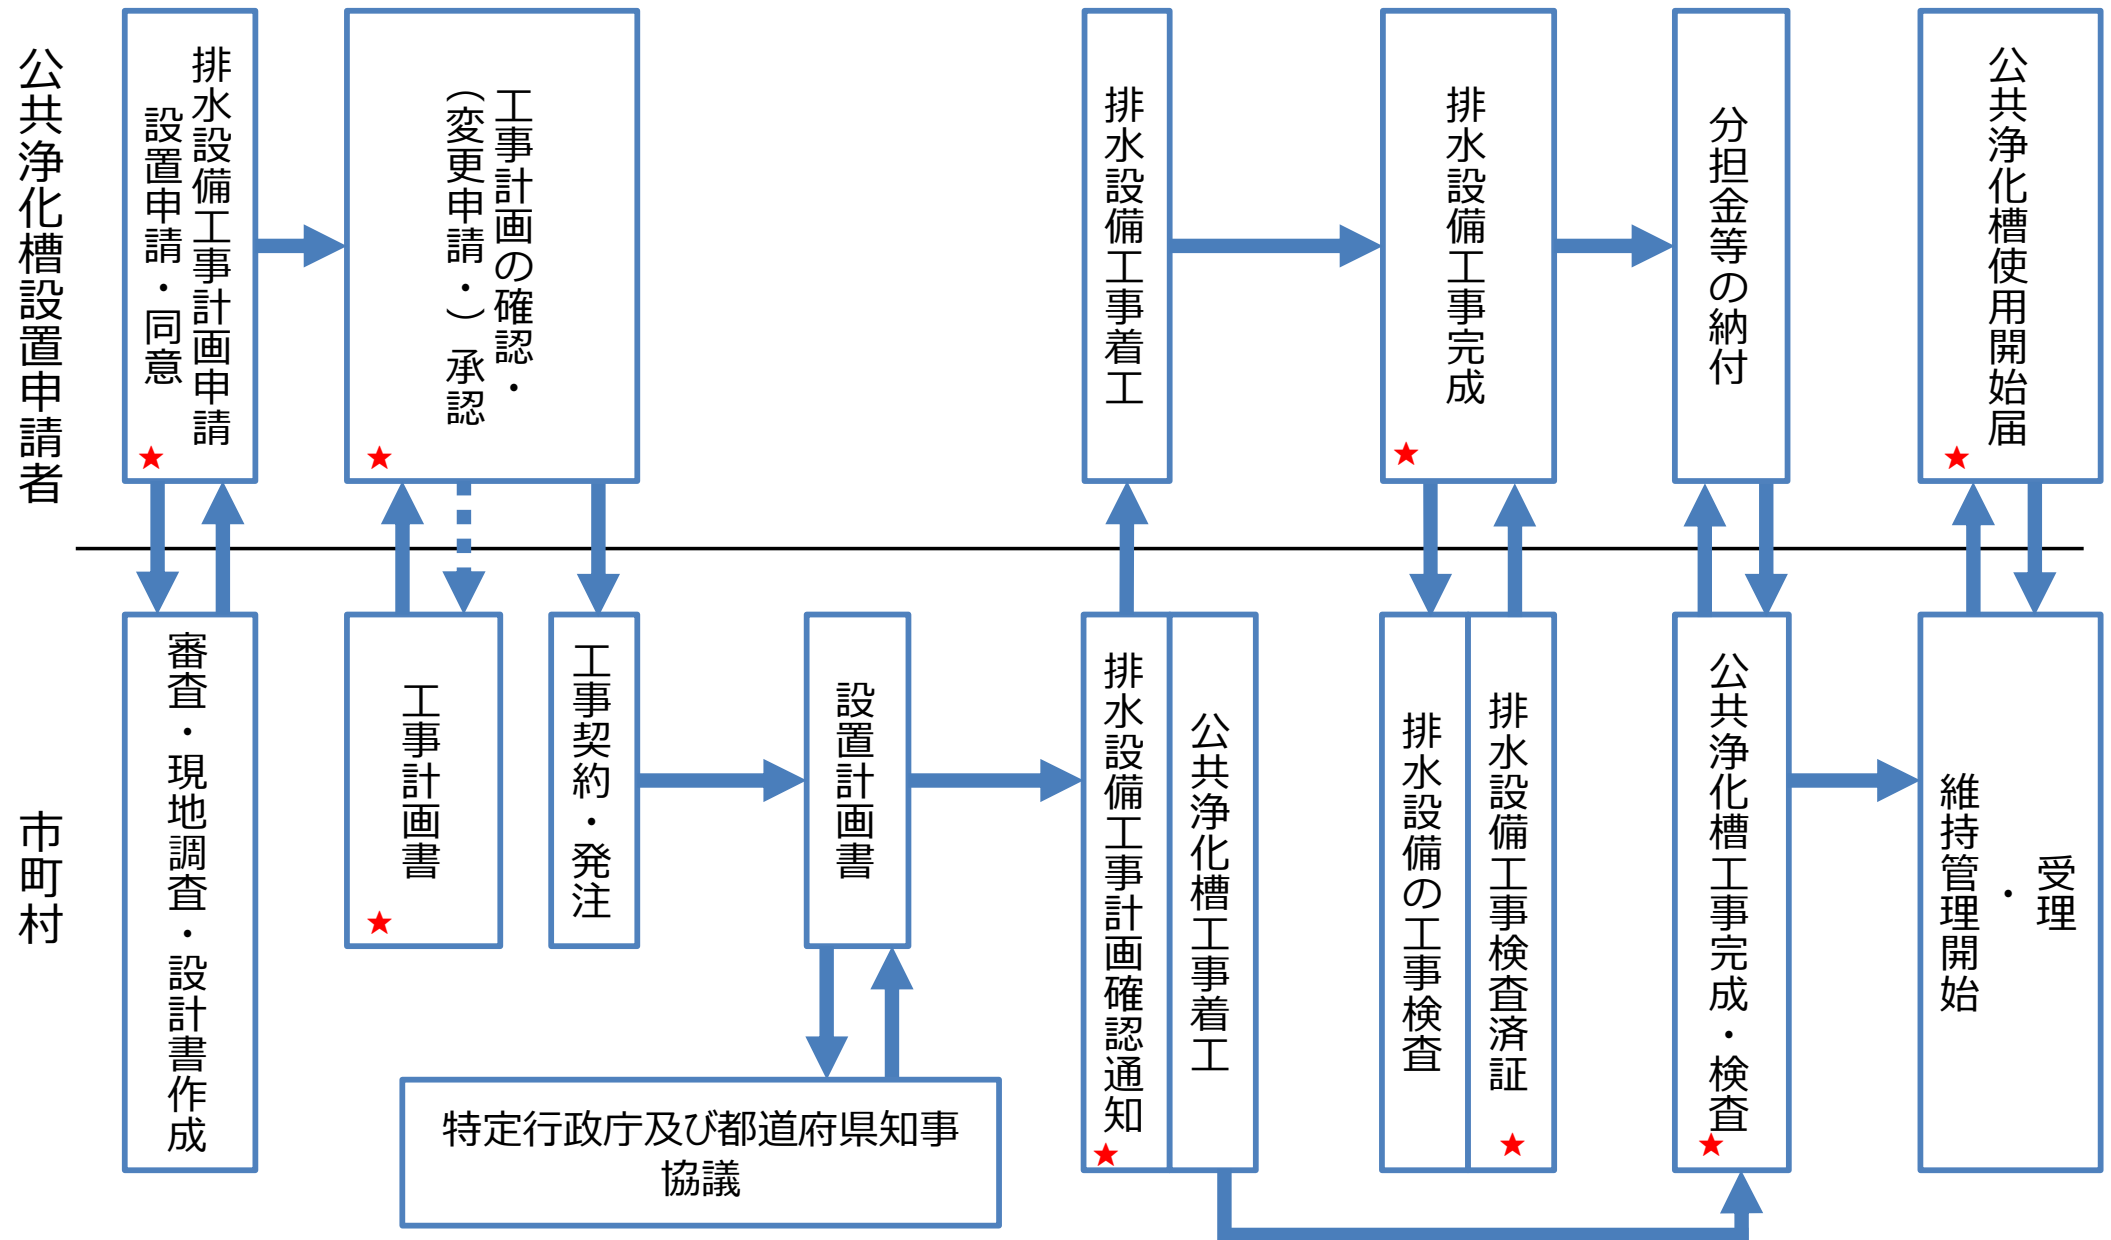 公共浄化槽設置申請者
排水設備工事計画申請
設置申請・同意
★
工事計画の確認・
（変更申請・）承認
★
排水設備工事着工
排水設備工事完成
★
分担金等の納付
公共浄化槽使用開始届
★
市町村
審査・現地調査・設計書作成
工事計画書
★
工事契約・発注
設置計画書
特定行政庁及び都道府県知事
協議
排水設備工事計画確認通知
★
公共浄化槽工事着工
排水設備の工事検査
排水設備工事検査済証
★
公共浄化槽工事完成・検査
★
受理
・
維持管理開始